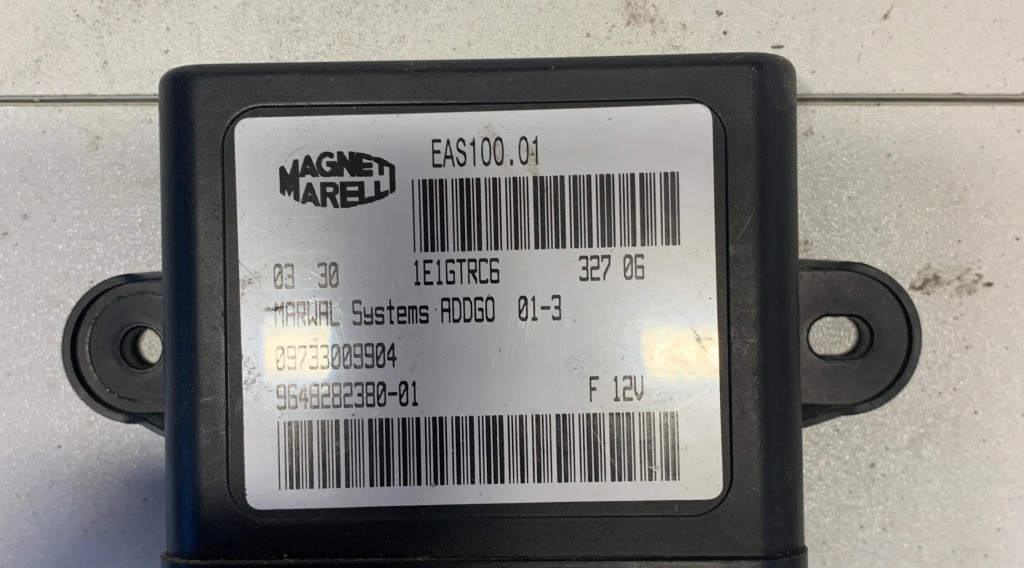 EAS100.01
MAGNETI
MARELLI
03 30 1E1GTRC6 327 06
MARWAL Systems ADDGO 01-3
09733009904
9648282380-01 F 12V